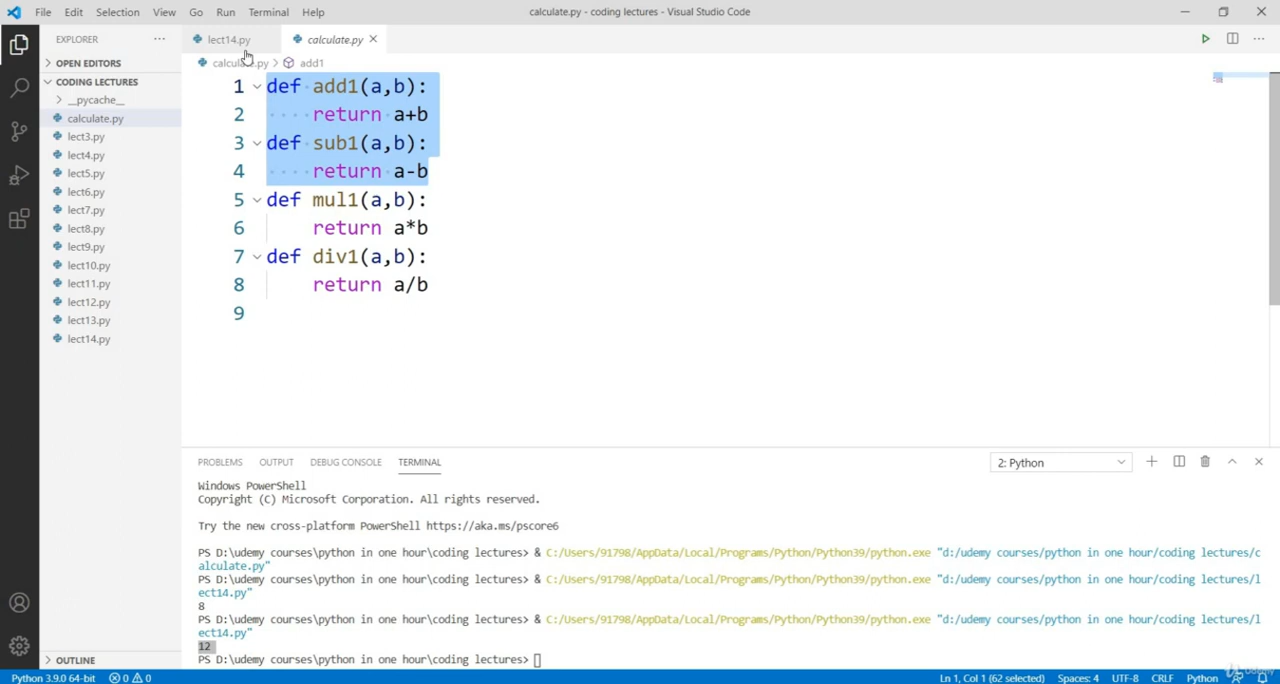 File Edit Selection View Go Run Terminal Help
calculate.py - coding lectures - Visual Studio Code
EXPLORER
OPEN EDITORS
CODING LECTURES
__pycache__
calculate.py
lect3.py
lect4.py
lect5.py
lect6.py
lect7.py
lect8.py
lect9.py
lect10.py
lect11.py
lect12.py
lect13.py
lect14.py
OUTLINE
lect14.py calculate.py
calculate.py > add1
1 def add1(a,b):
2 return a+b
3 def sub1(a,b):
4 return a-b
5 def mul1(a,b):
6 return a*b
7 def div1(a,b):
8 return a/b
9
PROBLEMS OUTPUT DEBUG CONSOLE TERMINAL
2: Python
Windows PowerShell
Copyright (C) Microsoft Corporation. All rights reserved.
Try the new cross-platform PowerShell https://aka.ms/pscore6
PS D:\udemy courses\python in one hour\coding lectures> & C:/Users/91798/AppData/Local/Programs/Python/Python39/python.exe "d:/udemy courses/python in one hour/coding lectures/c
alculate.py"
PS D:\udemy courses\python in one hour\coding lectures> & C:/Users/91798/AppData/Local/Programs/Python/Python39/python.exe "d:/udemy courses/python in one hour/coding lectures/l
ect14.py"
8
PS D:\udemy courses\python in one hour\coding lectures> & C:/Users/91798/AppData/Local/Programs/Python/Python39/python.exe "d:/udemy courses/python in one hour/coding lectures/l
ect14.py"
12
PS D:\udemy courses\python in one hour\coding lectures>
Python 3.9.0 64-bit 0 0 Ln 1, Col 1 (62 selected) Spaces: 4 UTF-8 CRLF Python
Udemy